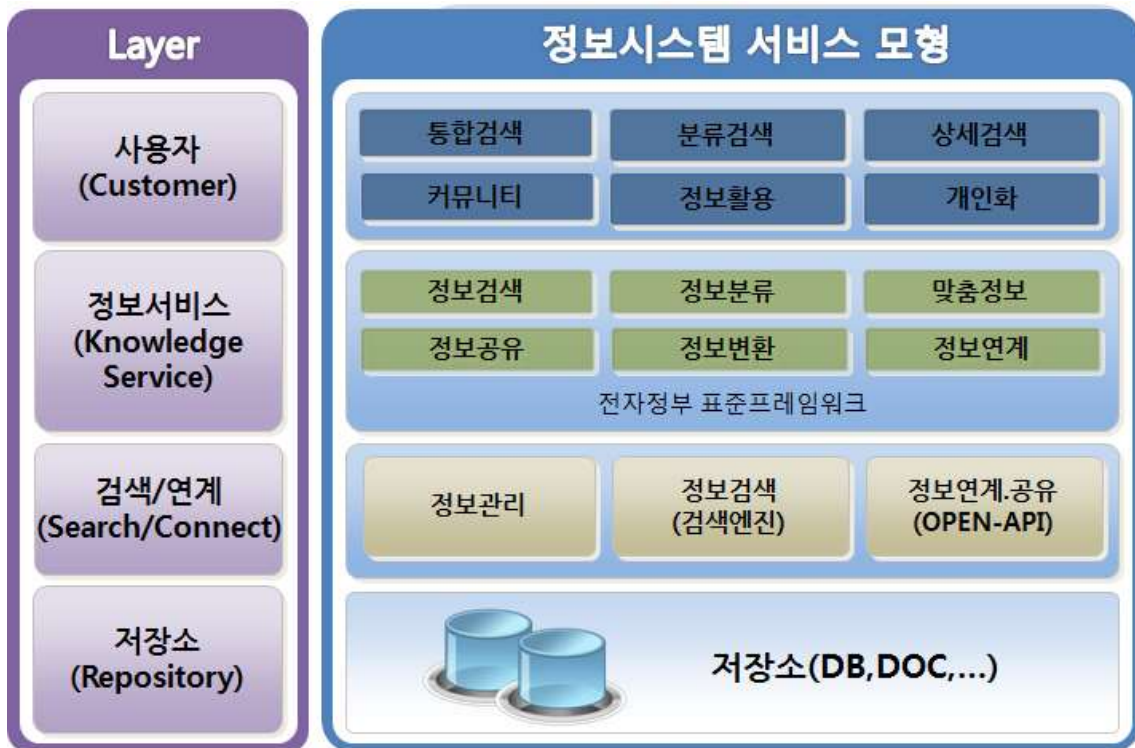 Layer
정보시스템 서비스 모형
사용자
(Customer)
통합검색
분류검색
상세검색
커뮤니티
정보활용
개인화
정보서비스
(Knowledge
Service)
정보검색
정보분류
맞춤정보
정보공유
정보변환
정보연계
전자정부 표준프레임워크
검색/연계
(Search/Connect)
정보관리
정보검색
(검색엔진)
정보연계.공유
(OPEN-API)
저장소
(Repository)
저장소(DB,DOC,...)